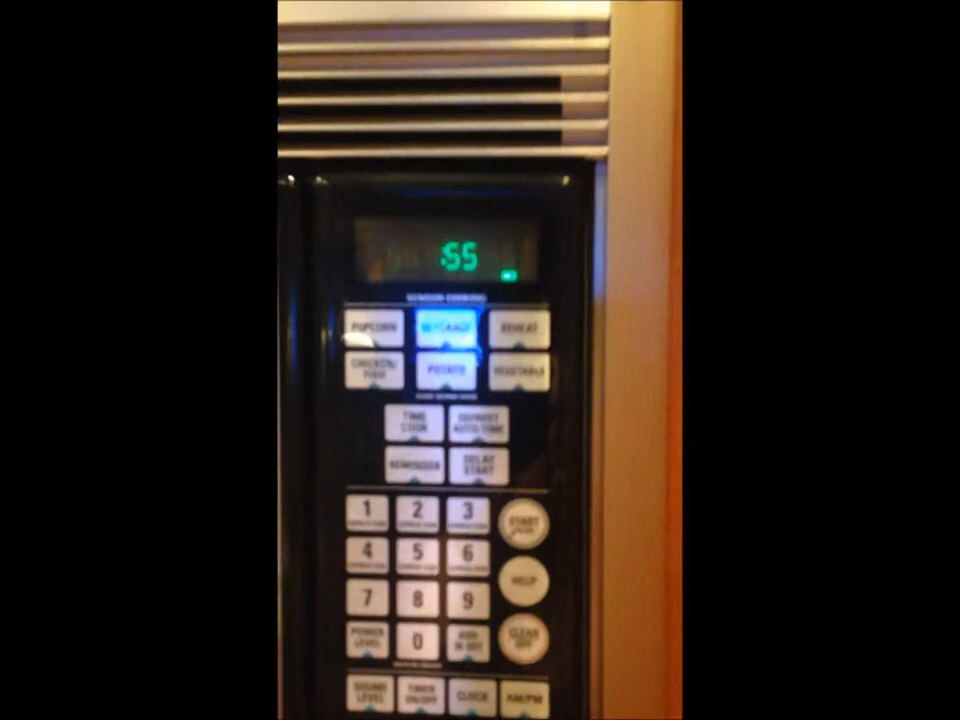 :55
SENSOR COOKING
POPCORN BEVERAGE REHEAT
CHICKEN/ POTATO VEGETABLE
FISH
TIME DEFROST
COOK AUTO/TIME
REMINDER DELAY
START
1 2 3 START
4 5 6
HELP
7 8 9
POWER 0 ADD CLEAR
LEVEL 30 SEC OFF
SOUND TIMER CLOCK AM/PM
LEVEL ON/OFF